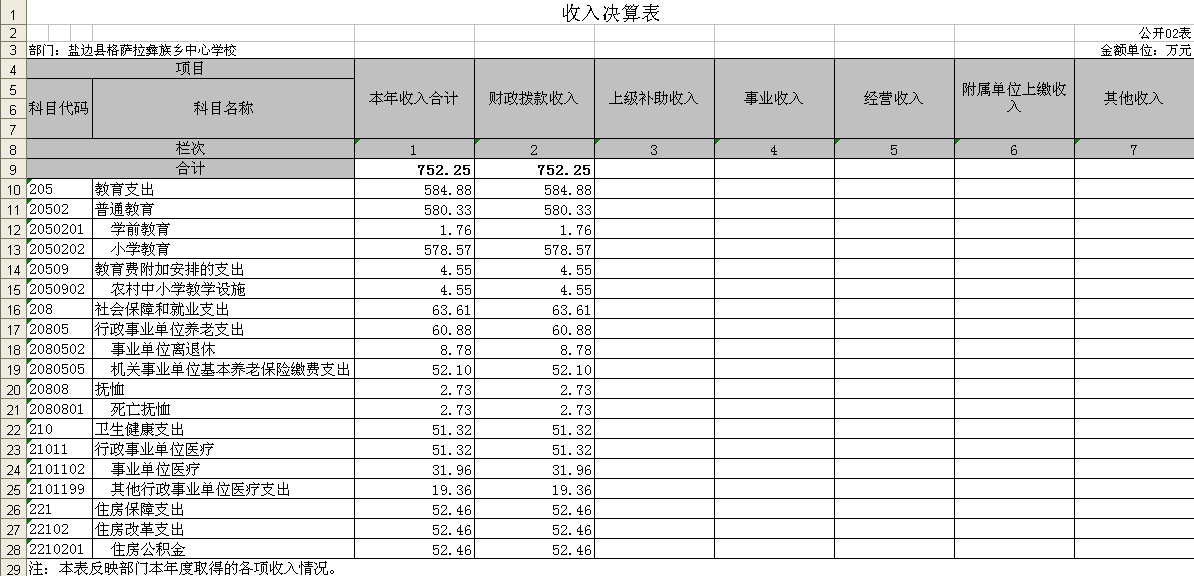 收入决算表
公开02表
部门：盐边县格萨拉彝族乡中心学校 金额单位：万元
项目 本年收入合计 财政拨款收入 上级补助收入 事业收入 经营收入 附属单位上缴收入 其他收入
科目代码 科目名称
栏次 1 2 3 4 5 6 7
合计 752.25 752.25
205 教育支出 584.88 584.88
20502 普通教育 580.33 580.33
2050201 学前教育 1.76 1.76
2050202 小学教育 578.57 578.57
20509 教育费附加安排的支出 4.55 4.55
2050902 农村中小学教学设施 4.55 4.55
208 社会保障和就业支出 63.61 63.61
20805 行政事业单位养老支出 60.88 60.88
2080502 事业单位离退休 8.78 8.78
2080505 机关事业单位基本养老保险缴费支出 52.10 52.10
20808 抚恤 2.73 2.73
2080801 死亡抚恤 2.73 2.73
210 卫生健康支出 51.32 51.32
21011 行政事业单位医疗 51.32 51.32
2101102 事业单位医疗 31.96 31.96
2101199 其他行政事业单位医疗支出 19.36 19.36
221 住房保障支出 52.46 52.46
22102 住房改革支出 52.46 52.46
2210201 住房公积金 52.46 52.46
注：本表反映部门本年度取得的各项收入情况。